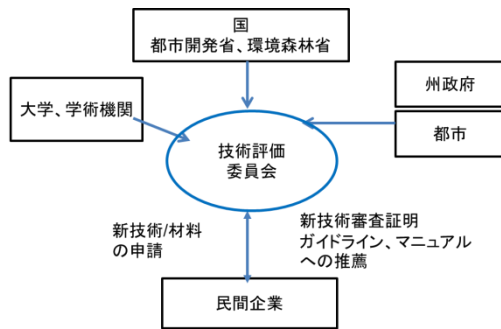 国
都市開発省、環境森林省
大学、学術機関
州政府
都市
技術評価
委員会
新技術/材料
の申請
新技術審査証明
ガイドライン、マニュアル
への推薦
民間企業